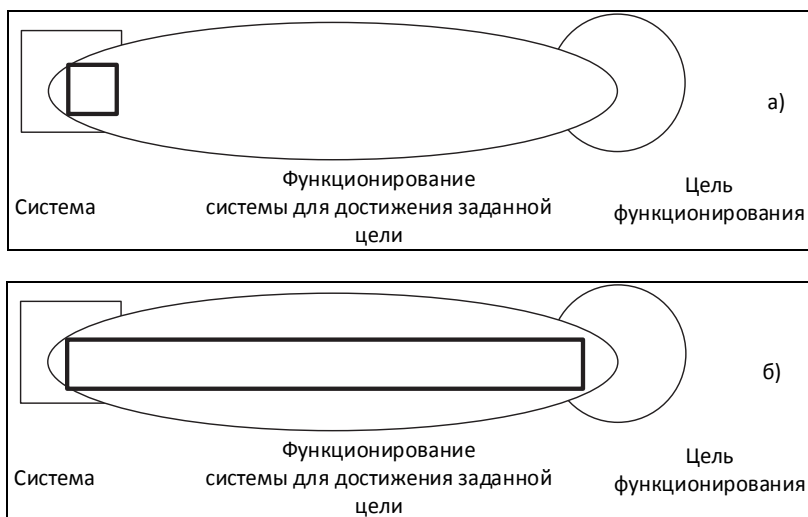 а)
Функционирование
системы для достижения заданной
цели
Система
Цель
функционирования
б)
Функционирование
системы для достижения заданной
цели
Система
Цель
функционирования